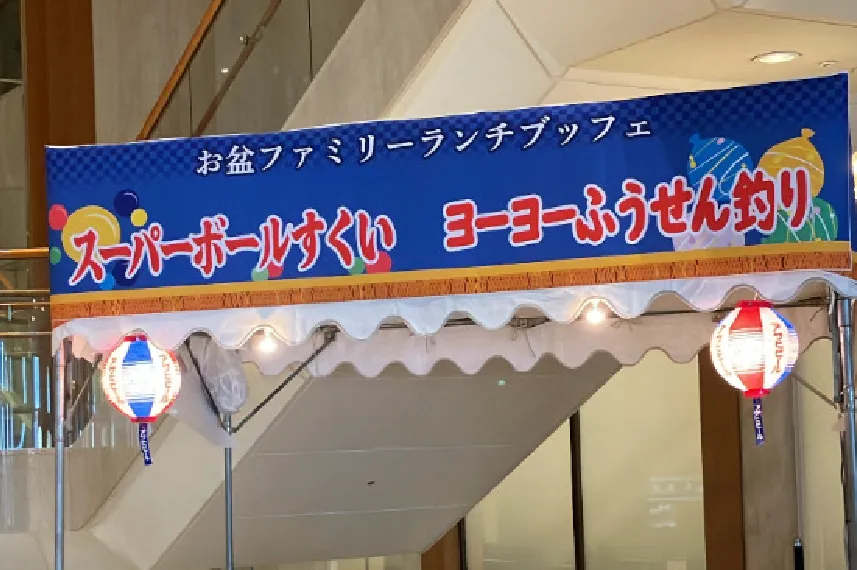 お盆ファミリーランチブッフェ
スーパーボールすくい ヨーヨーふうせん釣り